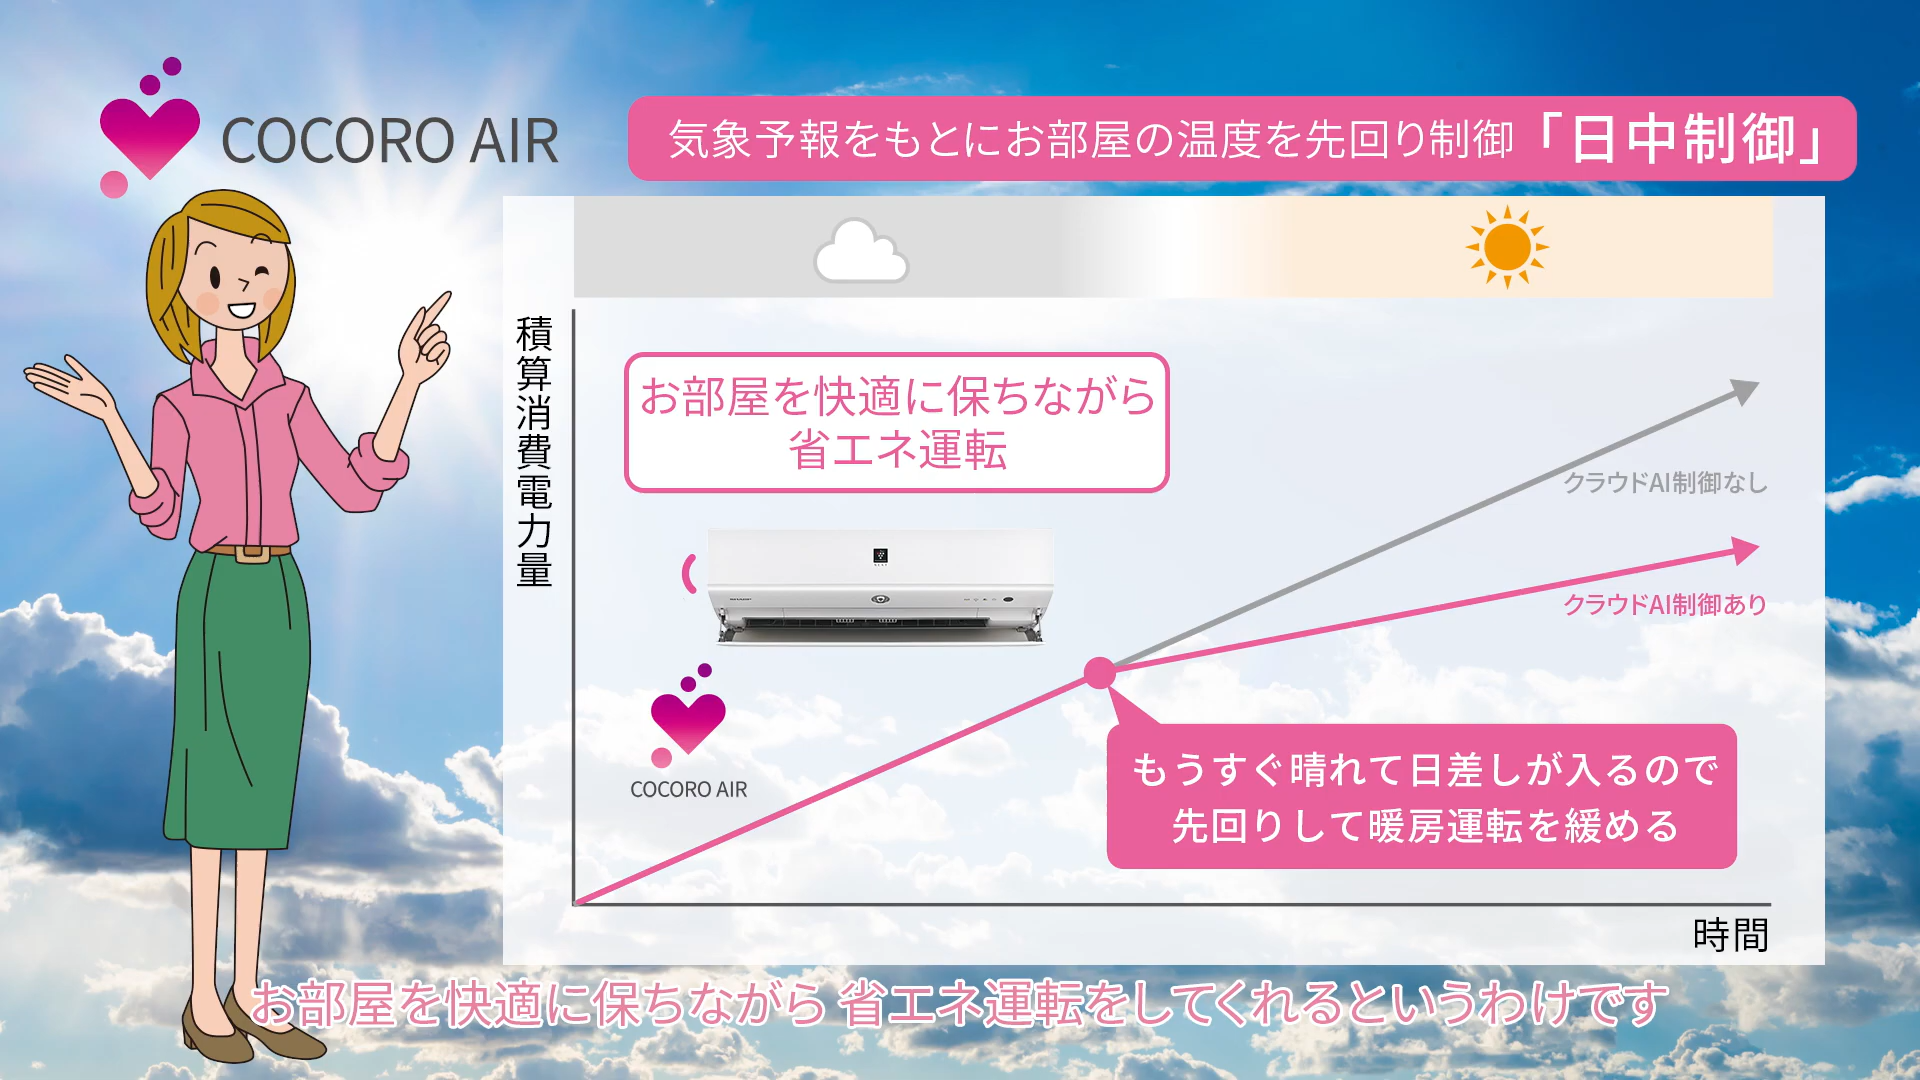 COCORO AIR
気象予報をもとにお部屋の温度を先回り制御「日中制御」
積算消費電力量
お部屋を快適に保ちながら
省エネ運転
クラウドAI制御なし
クラウドAI制御あり
COCORO AIR
もうすぐ晴れて日差しが入るので
先回りして暖房運転を緩める
時間
お部屋を快適に保ちながら 省エネ運転をしてくれるというわけです